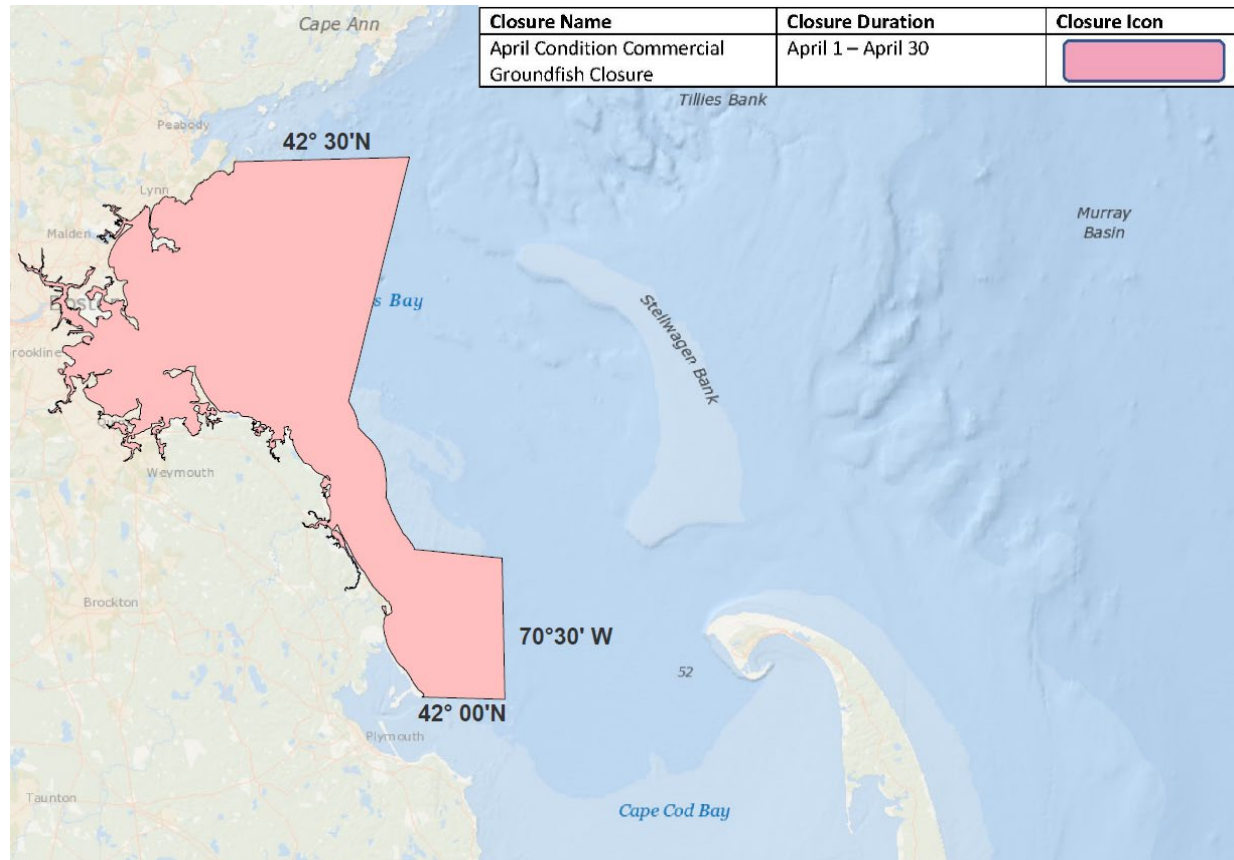 Cape Ann
Closure Name Closure Duration Closure Icon
April Condition Commercial April 1 – April 30
Groundfish Closure
Tillies Bank
Peabody
42° 30'N
Lynn
Murray
Basin
Malden
s Bay
Stellwagen Bank
rookline
Weymouth
Brockton
70°30' W
52
42° 00'N
Plymouth
Taunton
Cape Cod Bay